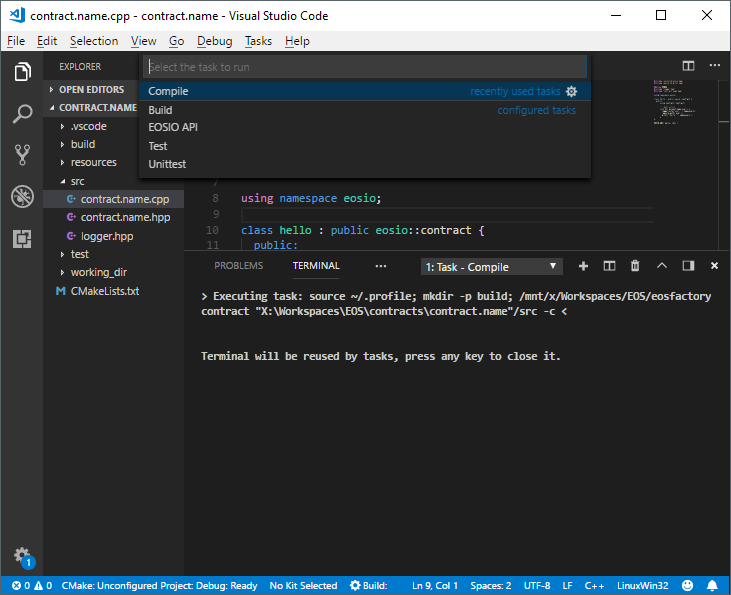 contract.name.cpp - contract.name - Visual Studio Code
File Edit Selection View Go Debug Tasks Help
EXPLORER
OPEN EDITORS
CONTRACT.NAME
.vscode
build
resources
src
contract.name.cpp
contract.name.hpp
logger.hpp
test
working_dir
CMakeLists.txt
Select the task to run
Compile recently used tasks
Build configured tasks
EOSIO API
Test
Unittest
7
8 using namespace eosio;
9
10 class hello : public eosio::contract {
11 public:
PROBLEMS TERMINAL ··· 1: Task - Compile
> Executing task: source ~/.profile; mkdir -p build; /mnt/x/Workspaces/EOS/eosfactory
contract "X:\Workspaces\EOS\contracts\contract.name"/src -c <
Terminal will be reused by tasks, press any key to close it.
1
0 0 CMake: Unconfigured Project: Debug: Ready No Kit Selected Build: Ln 9, Col 1 Spaces: 2 UTF-8 LF C++ LinuxWin32